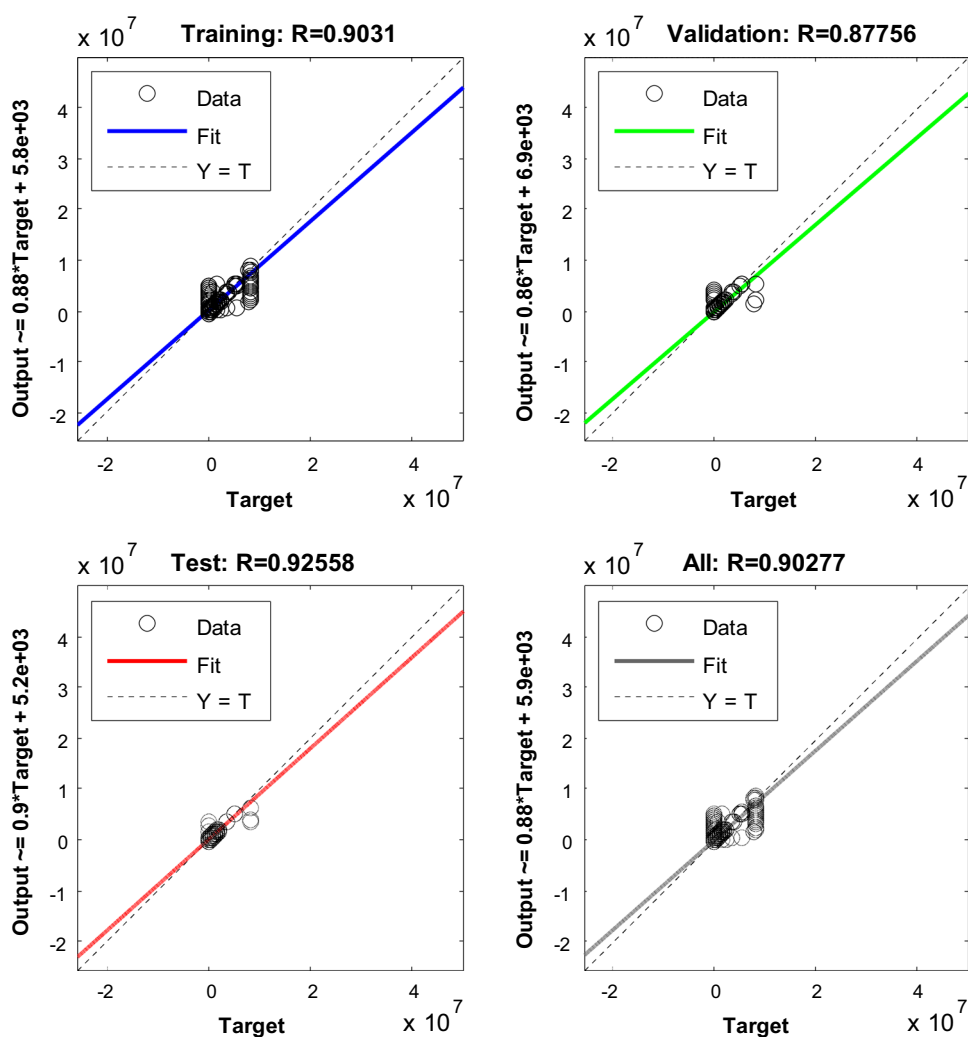 x 10^7
Training: R=0.9031
Output ~= 0.88*Target + 5.8e+03
Data
Fit
Y = T
4
3
2
1
0
-1
-2
-2 0 2 4
Target
x 10^7
x 10^7
Validation: R=0.87756
Output ~= 0.86*Target + 6.9e+03
Data
Fit
Y = T
4
3
2
1
0
-1
-2
-2 0 2 4
Target
x 10^7
x 10^7
Test: R=0.92558
Output ~= 0.9*Target + 5.2e+03
Data
Fit
Y = T
4
3
2
1
0
-1
-2
-2 0 2 4
Target
x 10^7
x 10^7
All: R=0.90277
Output ~= 0.88*Target + 5.9e+03
Data
Fit
Y = T
4
3
2
1
0
-1
-2
-2 0 2 4
Target
x 10^7